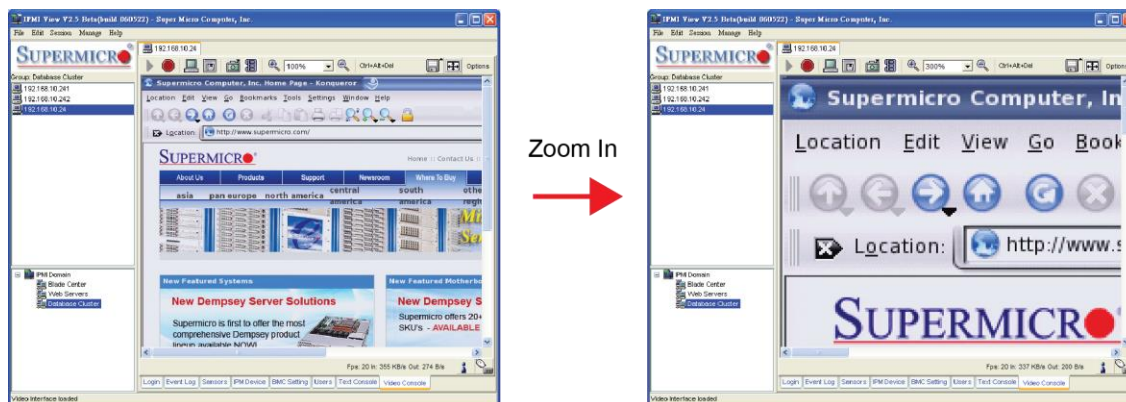 IPMI View V2.5 Beta(build 060522) - Super Micro Computer, Inc.
File Edit Session Manage Help
SUPERMICRO
192.168.10.24
100%
Ctrl+Alt+Del
Options
Group: Database Cluster
192.168.10.241
192.168.10.242
192.168.10.24
Supermicro Computer, Inc. Home Page - Konqueror
Location Edit View Go Bookmarks Tools Settings Window Help
Location: http://www.supermicro.com/
SUPERMICRO
Home :: Contact Us ::
About Us Products Support Newsroom Where To Buy
asia pan europe north america central america south america
New Featured Systems
New Featured Motherbo
New Dempsey Server Solutions
New Dempsey S
Supermicro is first to offer the most
comprehensive Dempsey product
lineup available NOW!
Supermicro offers 20+
SKU's - AVAILABLE
IPMI Domain
Blade Center
Web Servers
Database Cluster
Fps: 20 In: 355 KB/s Out: 274 B/s
Login Event Log Sensors IPMI Device BMC Setting Users Text Console Video Console
Video Interface loaded
Zoom In
IPMI View V2.5 Beta(build 060522) - Super Micro Computer, Inc.
File Edit Session Manage Help
SUPERMICRO
192.168.10.24
300%
Ctrl+Alt+Del
Options
Group: Database Cluster
192.168.10.241
192.168.10.242
192.168.10.24
Supermicro Computer, In
Location Edit View Go Book
Location: http://www.s
SUPERMICRO
IPMI Domain
Blade Center
Web Servers
Database Cluster
Fps: 20 In: 337 KB/s Out: 200 B/s
Login Event Log Sensors IPMI Device BMC Setting Users Text Console Video Console
Video Interface loaded